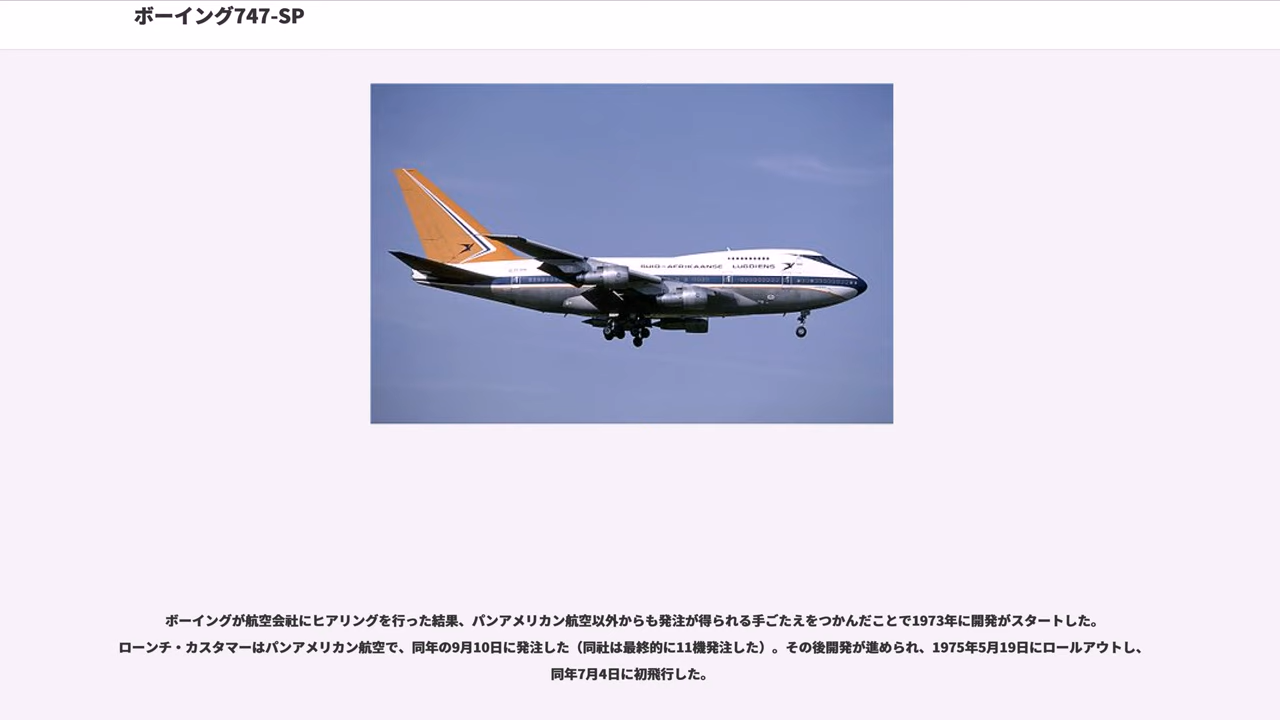 ボーイング747-SP
SUID-AFRIKAANSE LUGDIENS
ボーイングが航空会社にヒアリングを行った結果、パンアメリカン航空以外からも発注が得られる手ごたえをつかんだことで1973年に開発がスタートした。
ローンチ・カスタマーはパンアメリカン航空で、同年の9月10日に発注した（同社は最終的に11機発注した）。その後開発が進められ、1975年5月19日にロールアウトし、
同年7月4日に初飛行した。